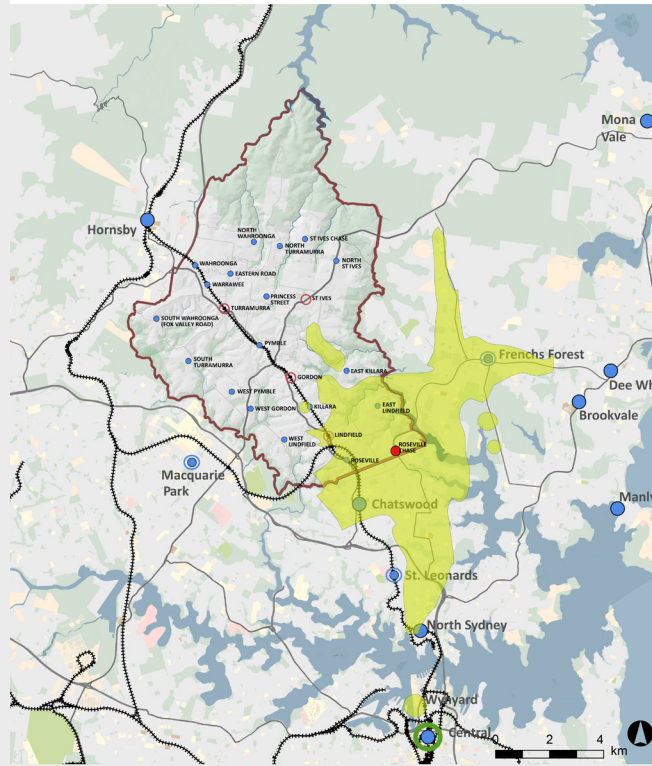 Mona
Vale
Hornsby
NORTH
WAHROONGA
ST IVES CHASE
NORTH
TURRAMURRA
NORTH
ST IVES
WAHROONGA
EASTERN ROAD
WARRAWEE
PRINCESS
STREET
ST IVES
TURRAMURRA
SOUTH WAHROONGA
(FOX VALLEY ROAD)
PYMBLE
SOUTH
TURRAMURRA
EAST KILLARA
GORDON
Frenchs Forest
Dee Wh
Brookvale
WEST PYMBLE
WEST GORDON
KILLARA
EAST
LINDFIELD
WEST
LINDFIELD
LINDFIELD
ROSEVILLE
CHASE
ROSEVILLE
Macquarie
Park
Chatswood
Manly
St. Leonards
North Sydney
Wynyard
Central
0 2 4
km